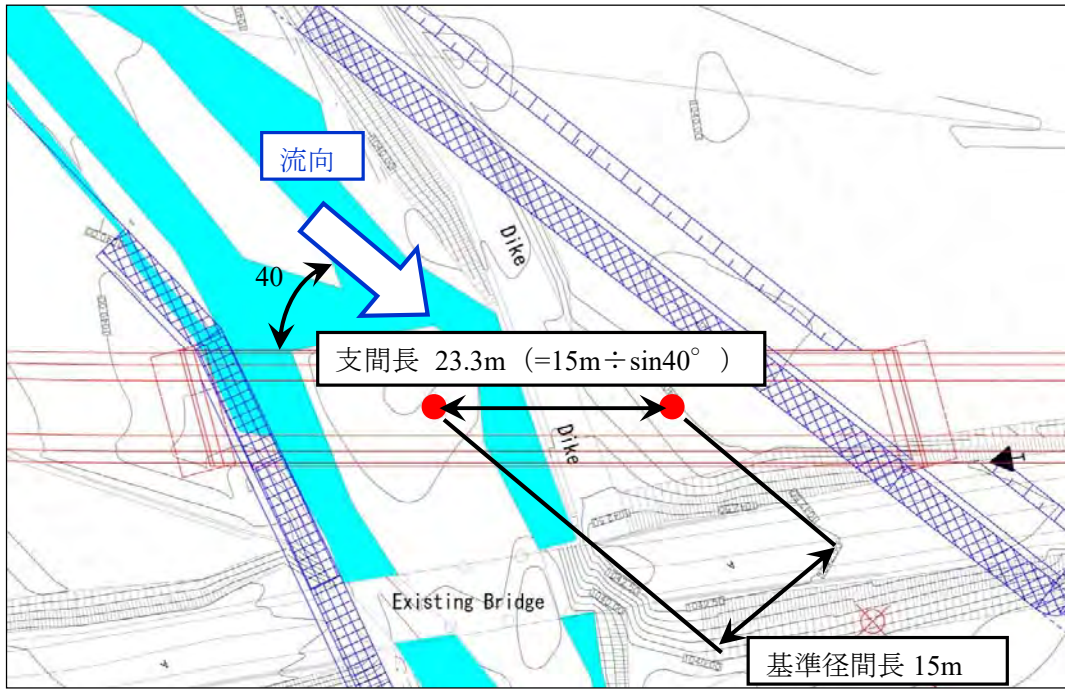 流向
Dike
40
支間長 23.3m（=15m÷sin40° ）
Dike
Existing Bridge
基準径間長 15m